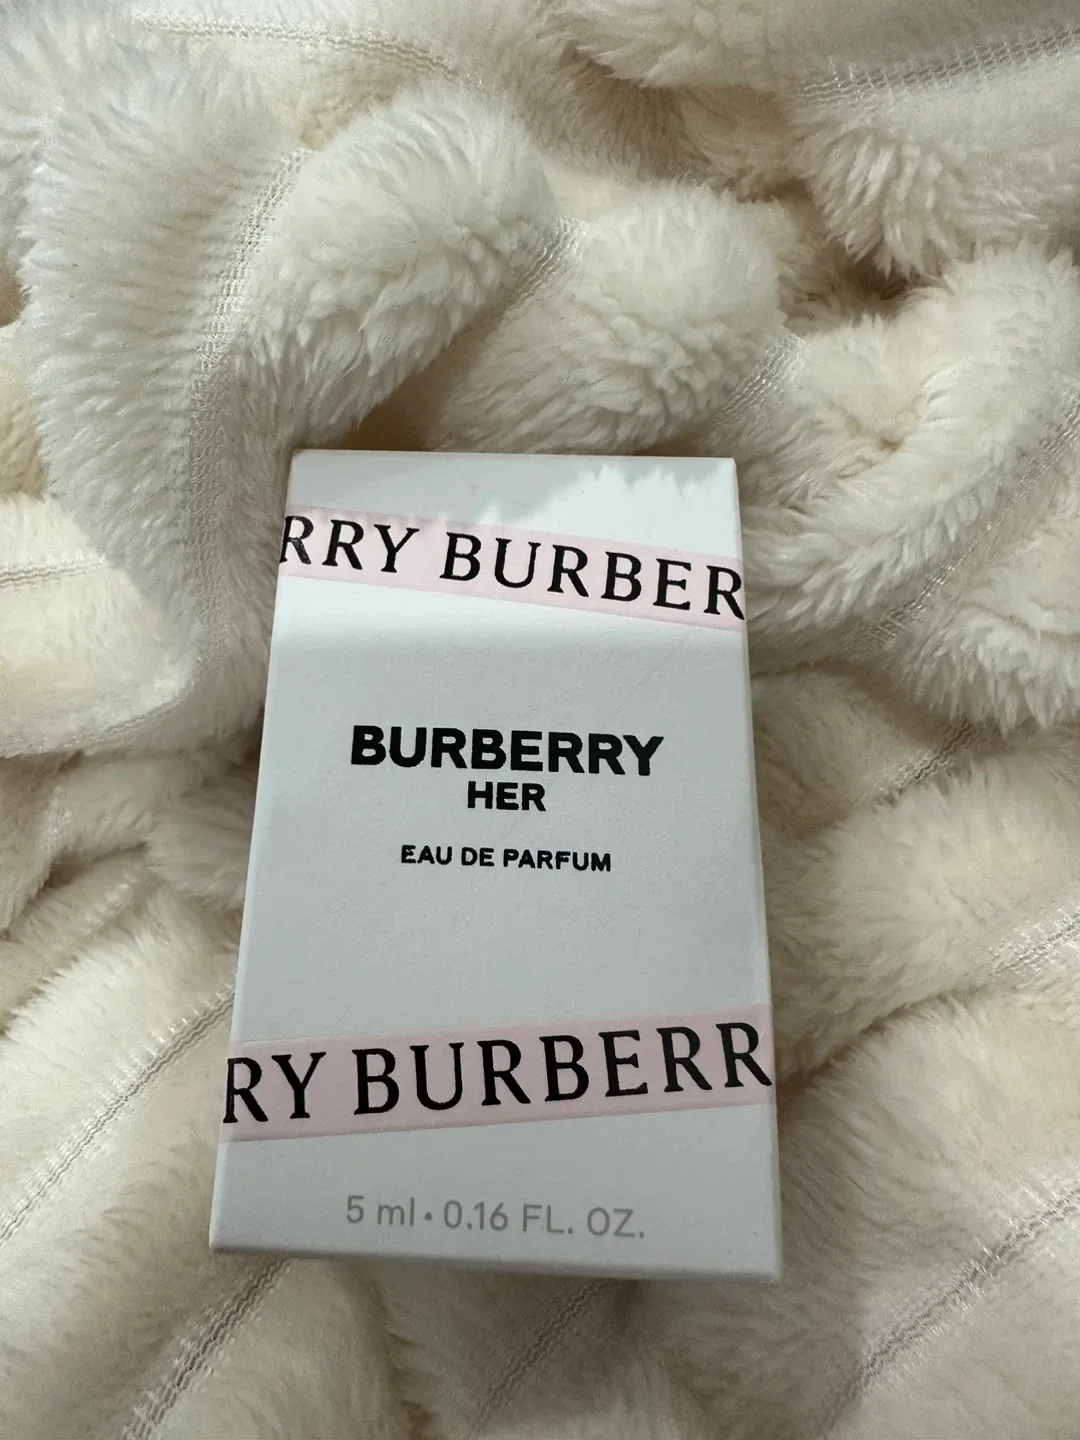 RRY BURBER
BURBERRY
HER
EAU DE PARFUM
RY BURBERR
5 ml • 0.16 FL. OZ.